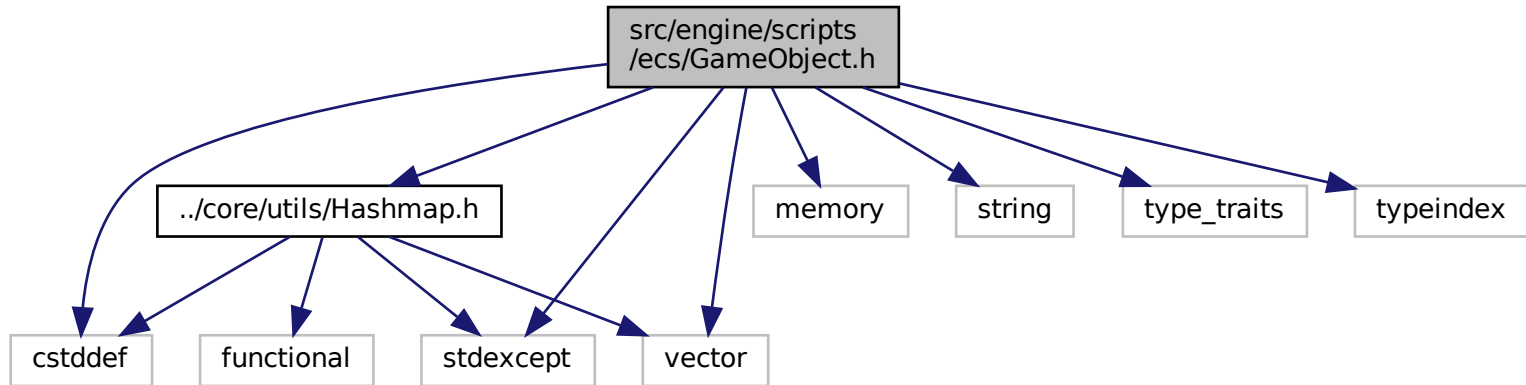 src/engine/scripts
/ecs/GameObject.h
../core/utils/Hashmap.h
memory
string
type_traits
typeindex
cstddef
functional
stdexcept
vector